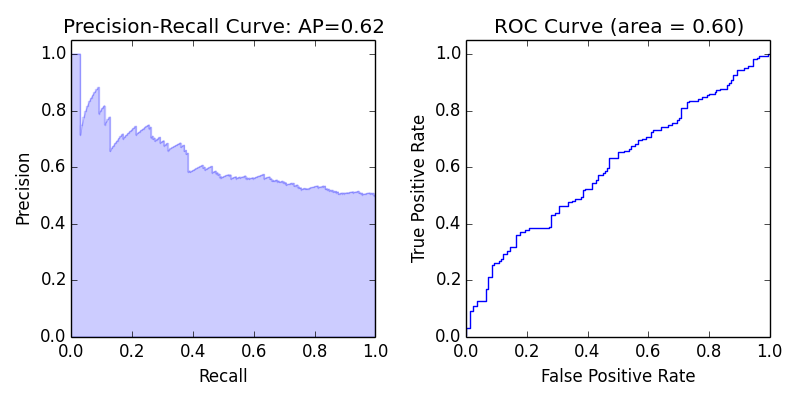 Precision-Recall Curve: AP=0.62
1.0
0.8
0.6
0.4
0.2
0.0
Precision
0.0 0.2 0.4 0.6 0.8 1.0
Recall
ROC Curve (area = 0.60)
1.0
0.8
0.6
0.4
0.2
0.0
True Positive Rate
0.0 0.2 0.4 0.6 0.8 1.0
False Positive Rate